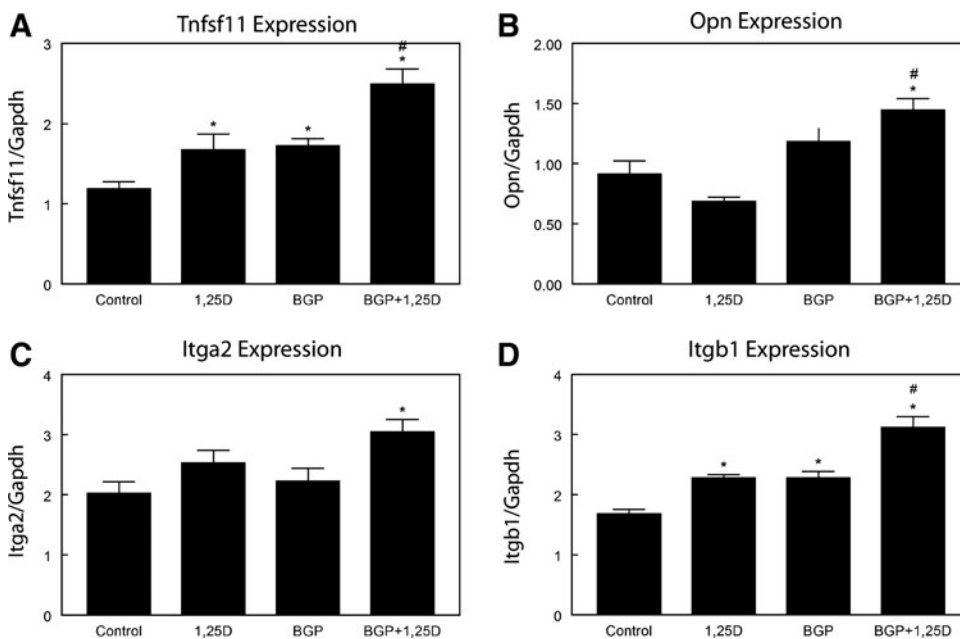 A
Tnfsf11 Expression
Tnfsf11/Gapdh
3
2
1
0
*
*
#
*
Control
1,25D
BGP
BGP+1,25D
B
Opn Expression
Opn/Gapdh
2.00
1.50
1.00
0.50
0.00
#
*
Control
1,25D
BGP
BGP+1,25D
C
Itga2 Expression
Itga2/Gapdh
4
3
2
1
0
*
Control
1,25D
BGP
BGP+1,25D
D
Itgb1 Expression
Itgb1/Gapdh
4
3
2
1
0
*
*
#
*
Control
1,25D
BGP
BGP+1,25D